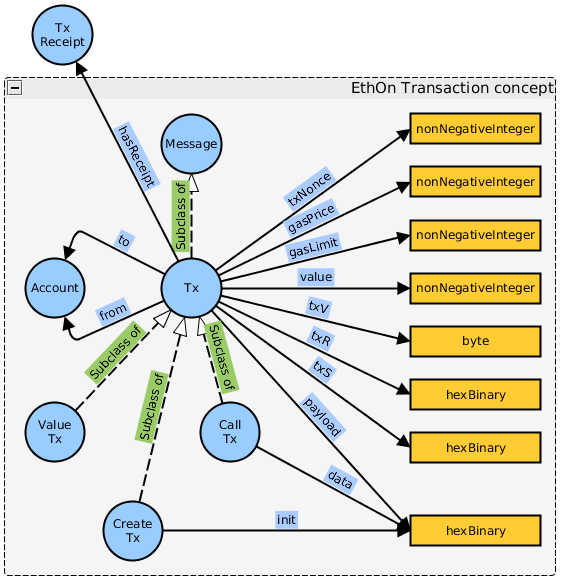 Tx
Receipt
EthOn Transaction concept
hasReceipt
Message
nonNegativeInteger
txNonce
nonNegativeInteger
gasPrice
Subclass of
nonNegativeInteger
gasLimit
to
Account
Tx
value
nonNegativeInteger
from
txV
byte
txR
Subclass of
Subclass of
txS
hexBinary
Subclass of
payload
Value
Tx
Call
Tx
hexBinary
data
Create
Tx
init
hexBinary